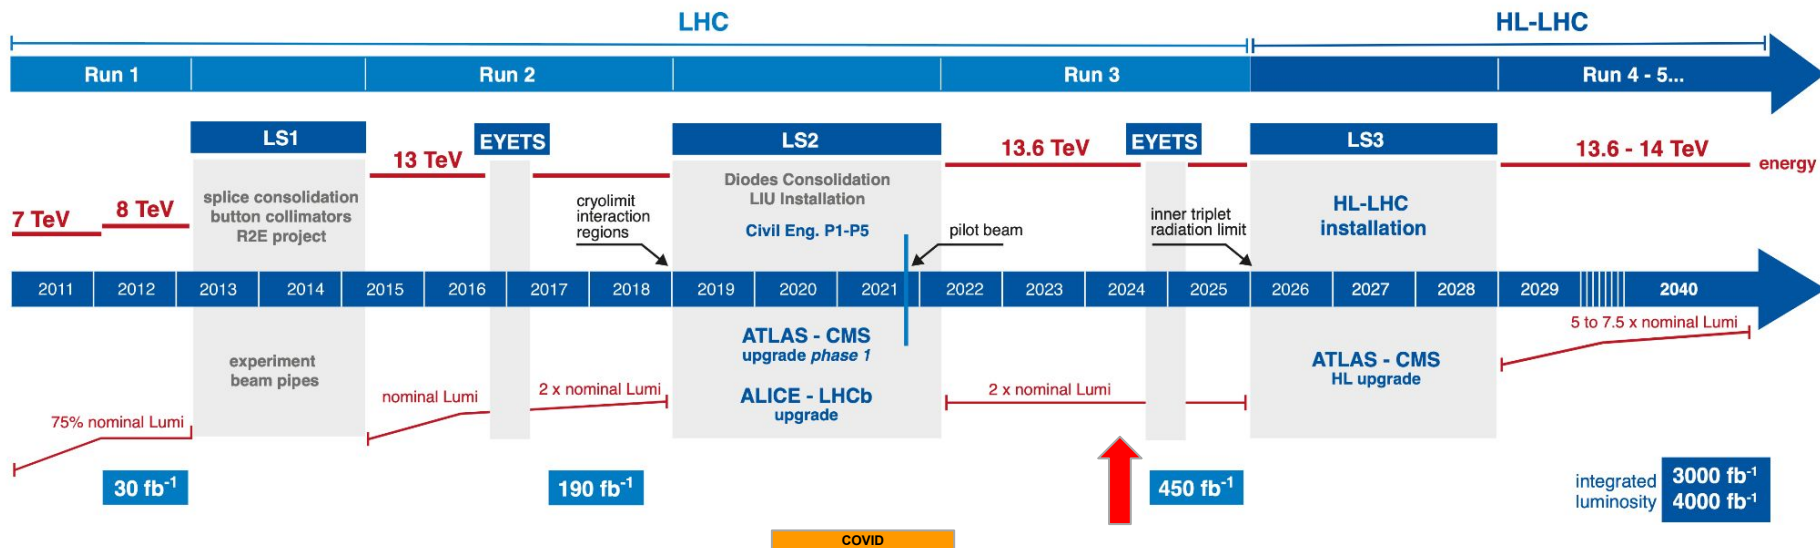 LHC
HL-LHC
Run 1
Run 2
Run 3
Run 4 - 5...
LS1
EYETS
LS2
EYETS
LS3
7 TeV
8 TeV
13 TeV
13.6 TeV
13.6 - 14 TeV
energy
splice consolidation
button collimators
R2E project
cryolimit
interaction
regions
Diodes Consolidation
LIU Installation
Civil Eng. P1-P5
pilot beam
inner triplet
radiation limit
HL-LHC
installation
2011 2012 2013 2014 2015 2016 2017 2018 2019 2020 2021 2022 2023 2024 2025 2026 2027 2028 2029 2040
experiment
beam pipes
ATLAS - CMS
upgrade phase 1
ALICE - LHCb
upgrade
ATLAS - CMS
HL upgrade
75% nominal Lumi
nominal Lumi
2 x nominal Lumi
2 x nominal Lumi
5 to 7.5 x nominal Lumi
30 fb⁻¹
190 fb⁻¹
450 fb⁻¹
integrated
luminosity
3000 fb⁻¹
4000 fb⁻¹
COVID